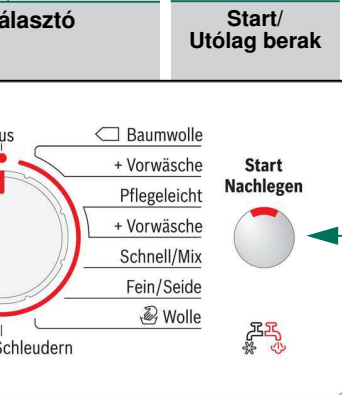 álasztó
Start/
Utólag berak
us
Baumwolle
+ Vorwäsche
Pflegeleicht
+ Vorwäsche
Schnell/Mix
Fein/Seide
Wolle
Schleudern
Start
Nachlegen